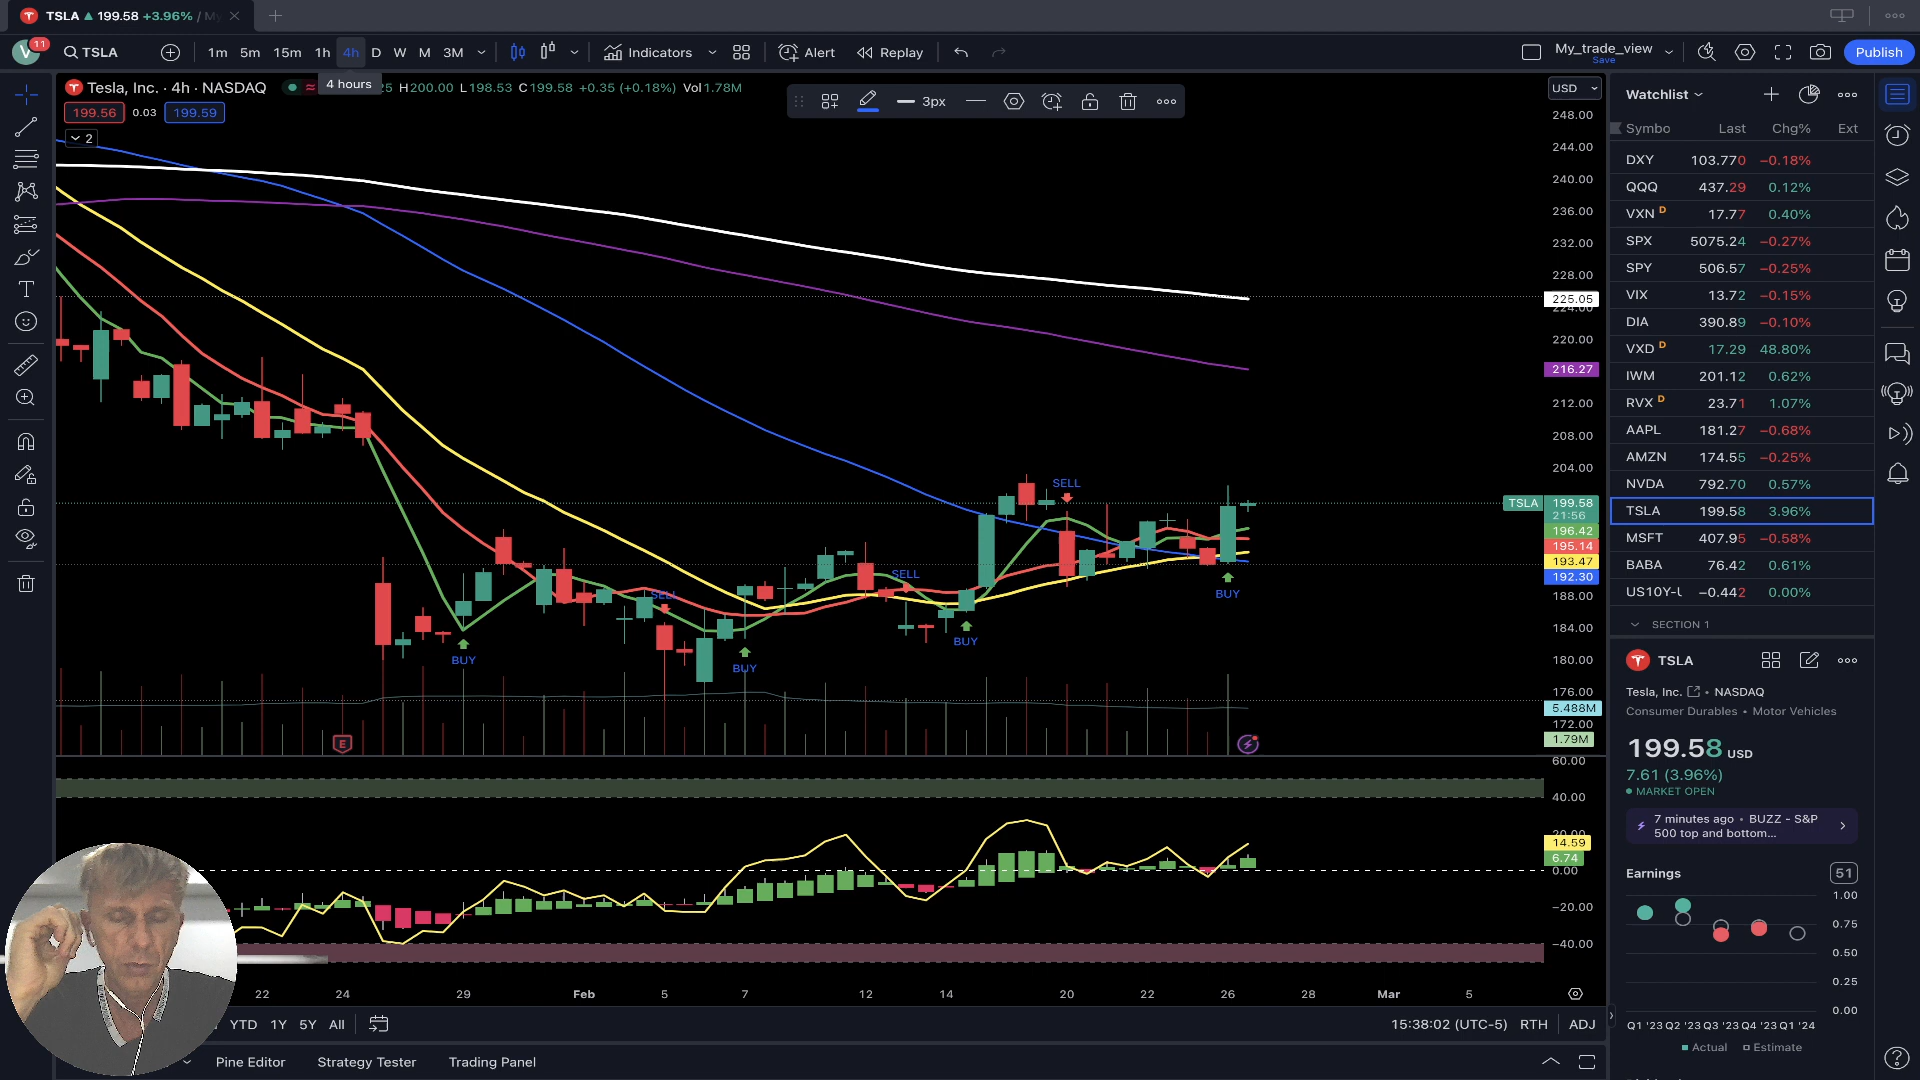 TSLA ▲ 199.58 +3.96% / My
11
TSLA
1m 5m 15m 1h 4h D W M 3M
Indicators
Alert
Replay
My_trade_view
Save
Publish
Tesla, Inc. · 4h · NASDAQ
4 hours
H200.00 L198.53 C199.58 +0.35 (+0.18%) Vol1.78M
199.56 0.03 199.59
2
3px
USD
248.00
244.00
240.00
236.00
232.00
228.00
225.05
224.00
220.00
216.27
212.00
208.00
204.00
TSLA 199.58
21:56
196.42
195.14
193.47
192.30
188.00
184.00
180.00
176.00
5.488M
172.00
1.79M
60.00
40.00
20.00
14.59
6.74
0.00
−20.00
−40.00
SELL
SELL
SELL
BUY
BUY
BUY
BUY
E
22 24 29 Feb 5 7 12 14 20 22 26 28 Mar 5
YTD 1Y 5Y All
15:38:02 (UTC-5) RTH ADJ
Pine Editor Strategy Tester Trading Panel
Watchlist
Symbo Last Chg% Ext
DXY 103.770 −0.18%
QQQ 437.29 0.12%
VXN D 17.77 0.40%
SPX 5075.24 −0.27%
SPY 506.57 −0.25%
VIX 13.72 −0.15%
DIA 390.89 −0.10%
VXD D 17.29 48.80%
IWM 201.12 0.62%
RVX D 23.71 1.07%
AAPL 181.27 −0.68%
AMZN 174.55 −0.25%
NVDA 792.70 0.57%
TSLA 199.58 3.96%
MSFT 407.95 −0.58%
BABA 76.42 0.61%
US10Y-U −0.442 0.00%
SECTION 1
TSLA
Tesla, Inc. • NASDAQ
Consumer Durables • Motor Vehicles
199.58 USD
7.61 (3.96%)
MARKET OPEN
7 minutes ago • BUZZ - S&P
500 top and bottom...
Earnings 51
1.00
0.75
0.50
0.25
0.00
Q1 '23 Q2 '23 Q3 '23 Q4 '23 Q1 '24
Actual Estimate